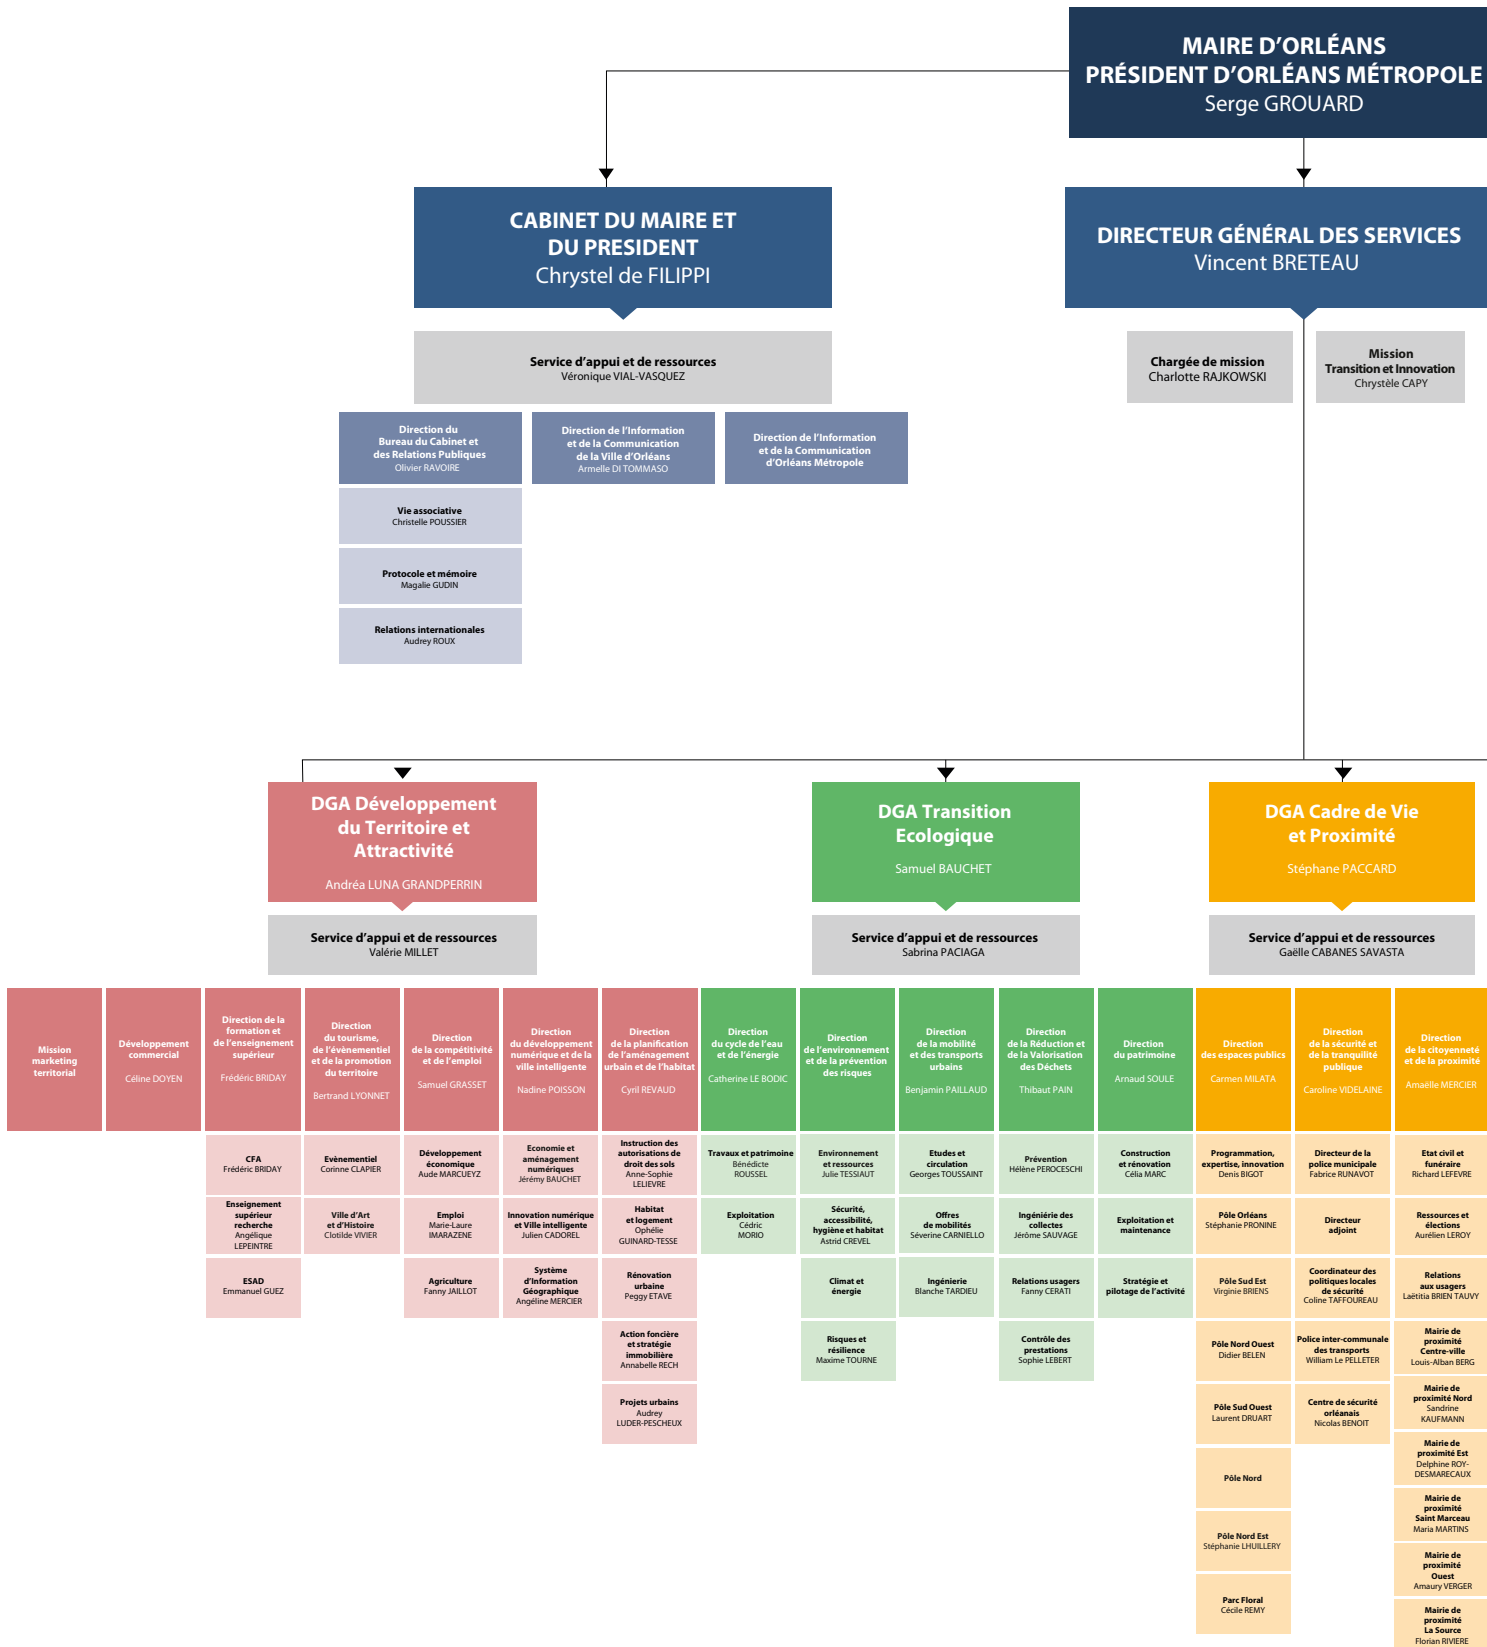 MAIRE D’ORLÉANS
PRÉSIDENT D’ORLÉANS MÉTROPOLE
Serge GROUARD
CABINET DU MAIRE ET
DU PRESIDENT
Chrystel de FILIPPI
DIRECTEUR GÉNÉRAL DES SERVICES
Vincent BRETEAU
Service d’appui et de ressources
Véronique VIAL-VASQUEZ
Chargée de mission
Charlotte RAJKOWSKI
Mission
Transition et Innovation
Chrystèle CAPY
Direction du
Bureau du Cabinet et
des Relations Publiques
Olivier RAVOIRE
Direction de l’Information
et de la Communication
de la Ville d’Orléans
Armelle DI TOMMASO
Direction de l’Information
et de la Communication
d’Orléans Métropole
Vie associative
Christelle POUSSIER
Protocole et mémoire
Magalie GUDIN
Relations internationales
Audrey ROUX
DGA Développement
du Territoire et
Attractivité
Andréa LUNA GRANDPERRIN
Service d’appui et de ressources
Valérie MILLET
DGA Transition
Ecologique
Samuel BAUCHET
Service d’appui et de ressources
Sabrina PACIAGA
DGA Cadre de Vie
et Proximité
Stéphane PACCARD
Service d’appui et de ressources
Gaëlle CABANES SAVASTA
Mission
marketing
territorial
Développement
commercial
Céline DOYEN
Direction de la
formation et
de l’enseignement
supérieur
Frédéric BRIDAY
CFA
Frédéric BRIDAY
Enseignement
supérieur
recherche
Angélique
LEPEINTRE
ESAD
Emmanuel GUEZ
Direction
du tourisme,
de l’évènementiel
et de la promotion
du territoire
Bertrand LYONNET
Evènementiel
Corinne CLAPIER
Ville d’Art
et d’Histoire
Clotilde VIVIER
Direction
de la compétitivité
et de l’emploi
Samuel GRASSET
Développement
économique
Aude MARCUEYZ
Emploi
Marie-Laure
IMARAZENE
Agriculture
Fanny JAILLOT
Direction
du développement
numérique et de la
ville intelligente
Nadine POISSON
Economie et
aménagement
numériques
Jérémy BAUCHET
Innovation numérique
et Ville intelligente
Julien CADOREL
Système
d’Information
Géographique
Angéline MERCIER
Direction
de la planification
de l’aménagement
urbain et de l’habitat
Cyril REVAUD
Instruction des
autorisations de
droit des sols
Anne-Sophie
LELIEVRE
Habitat
et logement
Ophélie
GUINARD-TESSE
Rénovation
urbaine
Peggy ETAVE
Action foncière
et stratégie
immobilière
Annabelle RECH
Projets urbains
Audrey
LUDER-PESCHEUX
Direction
du cycle de l’eau
et de l’énergie
Catherine LE BODIC
Travaux et patrimoine
Bénédicte
ROUSSEL
Exploitation
Cédric
MORIO
Direction
de l’environnement
et de la prévention
des risques
Environnement
et ressources
Julie TESSIAUT
Sécurité,
accessibilité,
hygiène et habitat
Astrid CREVEL
Climat et
énergie
Risques et
résilience
Maxime TOURNE
Direction
de la mobilité
et des transports
urbains
Benjamin PAILLAUD
Etudes et
circulation
Georges TOUSSAINT
Offres
de mobilités
Séverine CARNIELLO
Ingénierie
Blanche TARDIEU
Direction
de la Réduction et
de la Valorisation
des Déchets
Thibaut PAIN
Prévention
Hélène PEROCESCHI
Ingéniérie des
collectes
Jérôme SAUVAGE
Relations usagers
Fanny CERATI
Contrôle des
prestations
Sophie LEBERT
Direction
du patrimoine
Arnaud SOULE
Construction
et rénovation
Célia MARC
Exploitation et
maintenance
Stratégie et
pilotage de l’activité
Direction
des espaces publics
Carmen MILATA
Programmation,
expertise, innovation
Denis BIGOT
Pôle Orléans
Stéphanie PRONINE
Pôle Sud Est
Virginie BRIENS
Pôle Nord Ouest
Didier BELEN
Pôle Sud Ouest
Laurent DRUART
Pôle Nord
Pôle Nord Est
Stéphanie LHUILLERY
Parc Floral
Cécile REMY
Direction
de la sécurité et
de la tranquilité
publique
Caroline VIDELAINE
Directeur de la
police municipale
Fabrice RUNAVOT
Directeur
adjoint
Coordinateur des
politiques locales
de sécurité
Coline TAFFOUREAU
Police inter-communale
des transports
William Le PELLETER
Centre de sécurité
orléanais
Nicolas BENOIT
Direction
de la citoyenneté
et de la proximité
Amaëlle MERCIER
Etat civil et
funéraire
Richard LEFEVRE
Ressources et
élections
Aurélien LEROY
Relations
aux usagers
Laëtitia BRIEN TAUVY
Mairie de
proximité
Centre-ville
Louis-Alban BERG
Mairie de
proximité Nord
Sandrine
KAUFMANN
Mairie de
proximité Est
Delphine ROY-
DESMARECAUX
Mairie de
proximité
Saint Marceau
Maria MARTINS
Mairie de
proximité
Ouest
Amaury VERGER
Mairie de
proximité
La Source
Florian RIVIERE